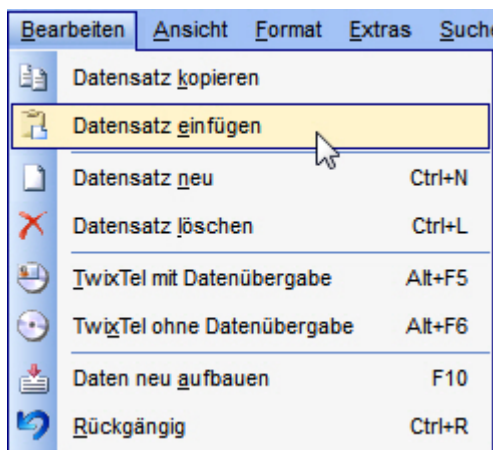 Bearbeiten Ansicht Format Extras
Datensatz kopieren
Datensatz einfügen
Datensatz neu Ctrl+N
Datensatz löschen Ctrl+L
TwixTel mit Datenübergabe Alt+F5
TwixTel ohne Datenübergabe Alt+F6
Daten neu aufbauen F10
Rückgängig Ctrl+R